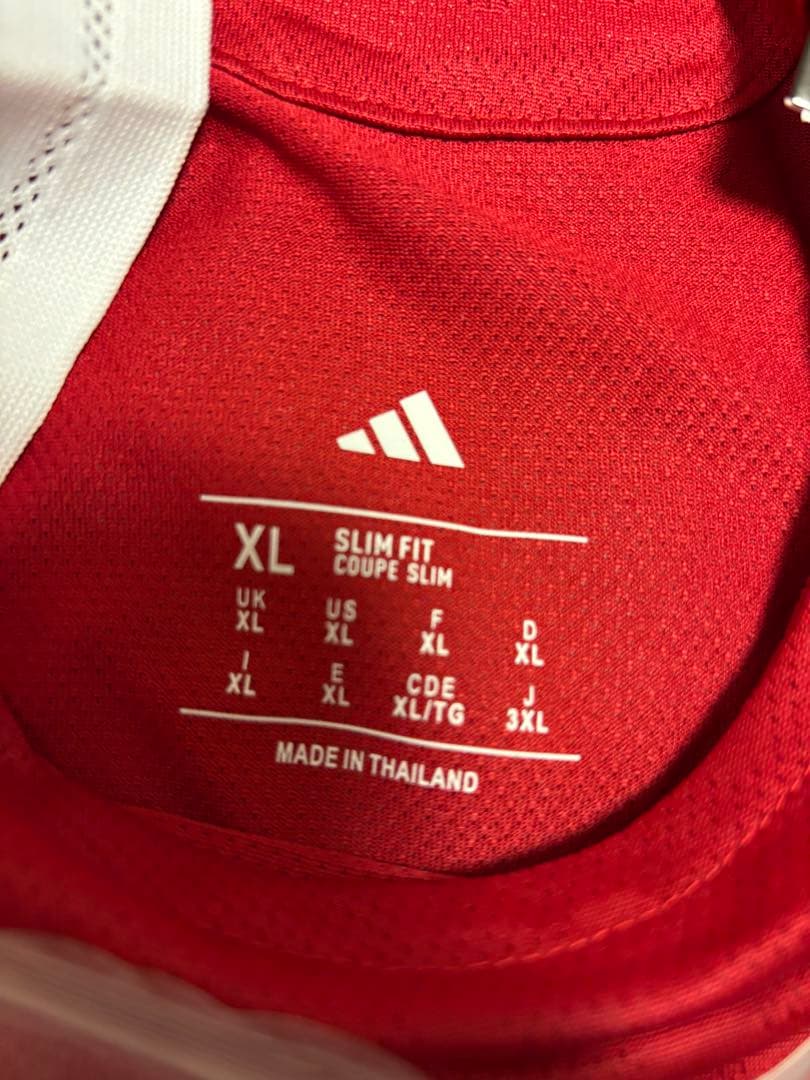 XL SLIM FIT
COUPE SLIM
UK US F D
XL XL XL XL
I E CDE J
XL XL XL/TG 3XL
MADE IN THAILAND